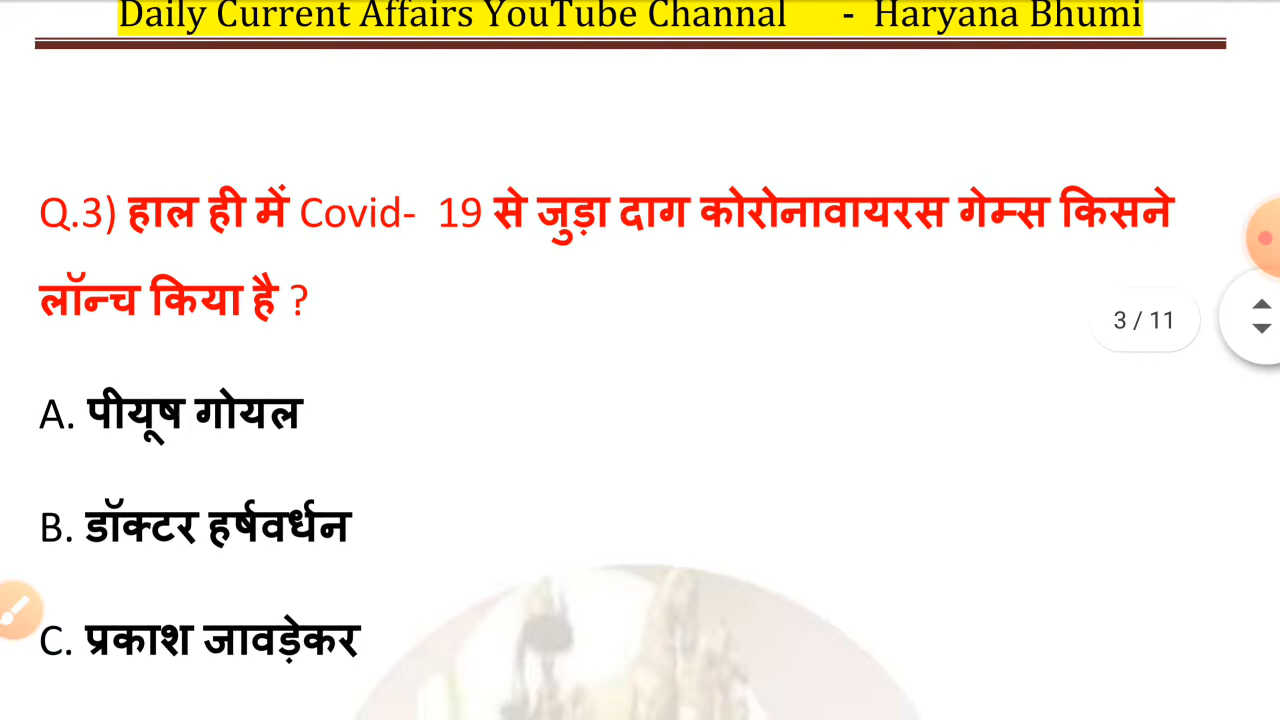 Daily Current Affairs YouTube Channal - Haryana Bhumi
Q.3) हाल ही में Covid- 19 से जुड़ा दाग कोरोनावायरस गेम्स किसने
लॉन्च किया है ?
3 / 11
A. पीयूष गोयल
B. डॉक्टर हर्षवर्धन
C. प्रकाश जावड़ेकर